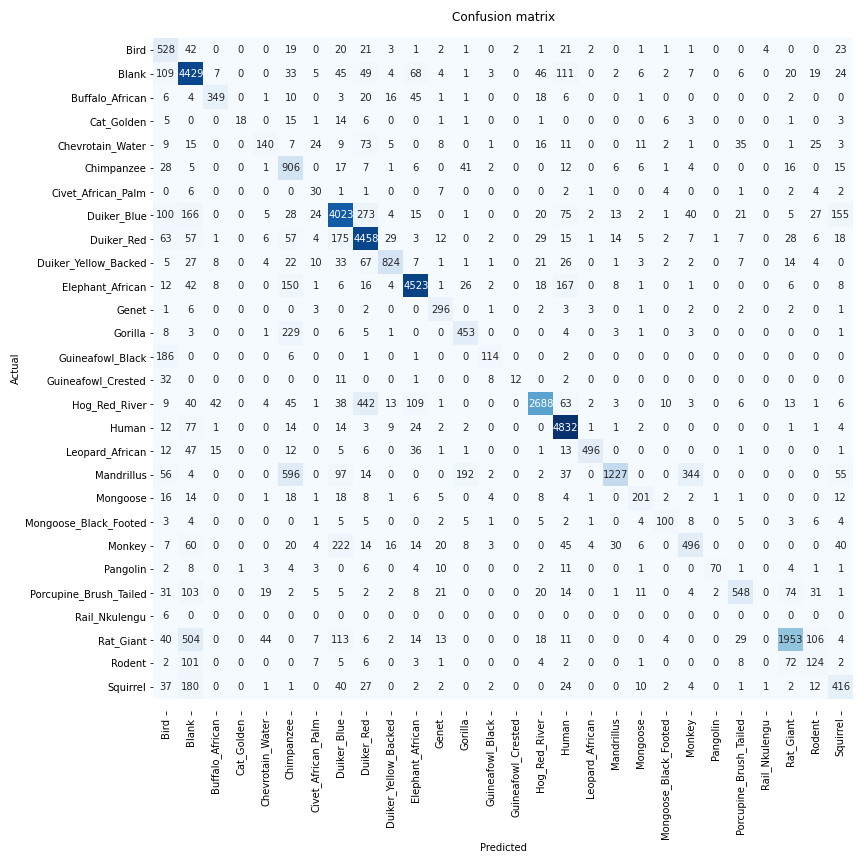 Confusion matrix
Actual
Bird 528 42 0 0 0 19 0 20 21 3 1 2 1 0 2 1 21 2 0 1 1 1 0 0 4 0 0 23
Blank 109 4429 7 0 0 33 5 45 49 4 68 4 1 3 0 46 111 0 2 6 2 7 0 6 0 20 19 24
Buffalo_African 6 4 349 0 1 10 0 3 20 16 45 1 1 0 0 18 6 0 0 1 0 0 0 0 0 2 0 0
Cat_Golden 5 0 0 18 0 15 1 14 6 0 0 1 1 0 0 1 0 0 0 0 6 3 0 0 0 1 0 3
Chevrotain_Water 9 15 0 0 140 7 24 9 73 5 0 8 0 1 0 16 11 0 0 11 2 1 0 35 0 1 25 3
Chimpanzee 28 5 0 0 1 906 0 17 7 1 6 0 41 2 0 0 12 0 6 6 1 4 0 0 0 16 0 15
Civet_African_Palm 0 6 0 0 0 0 30 1 1 0 0 7 0 0 0 0 2 1 0 0 4 0 0 1 0 2 4 2
Duiker_Blue 100 166 0 0 5 28 24 4023 273 4 15 0 1 0 0 20 75 2 13 2 1 40 0 21 0 5 27 155
Duiker_Red 63 57 1 0 6 57 4 175 4458 29 3 12 0 2 0 29 15 1 14 5 2 7 1 7 0 28 6 18
Duiker_Yellow_Backed 5 27 8 0 4 22 10 33 67 824 7 1 1 1 0 21 26 0 1 3 2 2 0 7 0 14 4 0
Elephant_African 12 42 8 0 0 150 1 6 16 4 4523 1 26 2 0 18 167 0 8 1 0 1 0 0 0 6 0 8
Genet 1 6 0 0 0 0 3 0 2 0 0 296 0 1 0 2 3 3 0 1 0 2 0 2 0 2 0 1
Gorilla 8 3 0 0 1 229 0 6 5 1 0 0 453 0 0 0 4 0 3 1 0 3 0 0 0 0 0 1
Guineafowl_Black 186 0 0 0 0 6 0 0 1 0 1 0 0 114 0 0 2 0 0 0 0 0 0 0 0 0 0 0
Guineafowl_Crested 32 0 0 0 0 0 0 11 0 0 1 0 0 8 12 0 2 0 0 0 0 0 0 0 0 0 0 0
Hog_Red_River 9 40 42 0 4 45 1 38 442 13 109 1 0 0 0 2688 63 2 3 0 10 3 0 6 0 13 1 6
Human 12 77 1 0 0 14 0 14 3 9 24 2 2 0 0 0 4832 1 1 2 0 0 0 0 0 1 1 4
Leopard_African 12 47 15 0 0 12 0 5 6 0 36 1 1 0 0 1 13 496 0 0 0 0 0 1 0 0 0 1
Mandrillus 56 4 0 0 0 596 0 97 14 0 0 0 192 2 0 2 37 0 1227 0 0 344 0 0 0 0 0 55
Mongoose 16 14 0 0 1 18 1 18 8 1 6 5 0 4 0 8 4 1 0 201 2 2 1 1 0 0 0 12
Mongoose_Black_Footed 3 4 0 0 0 0 1 5 5 0 0 2 5 1 0 5 2 1 0 4 100 8 0 5 0 3 6 4
Monkey 7 60 0 0 0 20 4 222 14 16 14 20 8 3 0 0 45 4 30 6 0 496 0 0 0 0 0 40
Pangolin 2 8 0 1 3 4 3 0 6 0 4 10 0 0 0 2 11 0 0 1 0 0 70 1 0 4 1 1
Porcupine_Brush_Tailed 31 103 0 0 19 2 5 5 2 2 8 21 0 0 0 20 14 0 1 11 0 4 2 548 0 74 31 1
Rail_Nkulengu 6 0 0 0 0 0 0 0 0 0 0 0 0 0 0 0 0 0 0 0 0 0 0 0 0 0 0 0
Rat_Giant 40 504 0 0 44 0 7 113 6 2 14 13 0 0 0 18 11 0 0 0 4 0 0 29 0 1953 106 4
Rodent 2 101 0 0 0 0 7 5 6 0 3 1 0 0 0 4 2 0 0 1 0 0 0 8 0 72 124 2
Squirrel 37 180 0 0 1 1 0 40 27 0 2 2 0 2 0 0 24 0 0 10 2 4 0 1 1 2 12 416
Bird Blank Buffalo_African Cat_Golden Chevrotain_Water Chimpanzee Civet_African_Palm Duiker_Blue Duiker_Red Duiker_Yellow_Backed Elephant_African Genet Gorilla Guineafowl_Black Guineafowl_Crested Hog_Red_River Human Leopard_African Mandrillus Mongoose Mongoose_Black_Footed Monkey Pangolin Porcupine_Brush_Tailed Rail_Nkulengu Rat_Giant Rodent Squirrel
Predicted